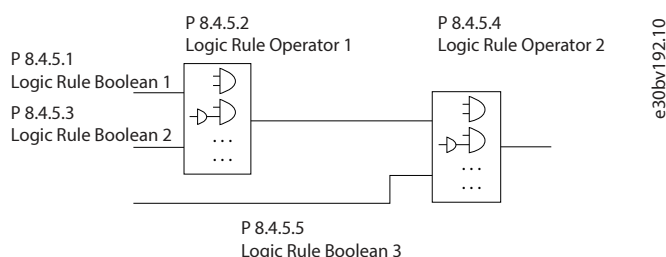 P 8.4.5.2
Logic Rule Operator 1
P 8.4.5.4
Logic Rule Operator 2
P 8.4.5.1
Logic Rule Boolean 1
P 8.4.5.3
Logic Rule Boolean 2
...
...
...
...
P 8.4.5.5
Logic Rule Boolean 3
e30bv192.10